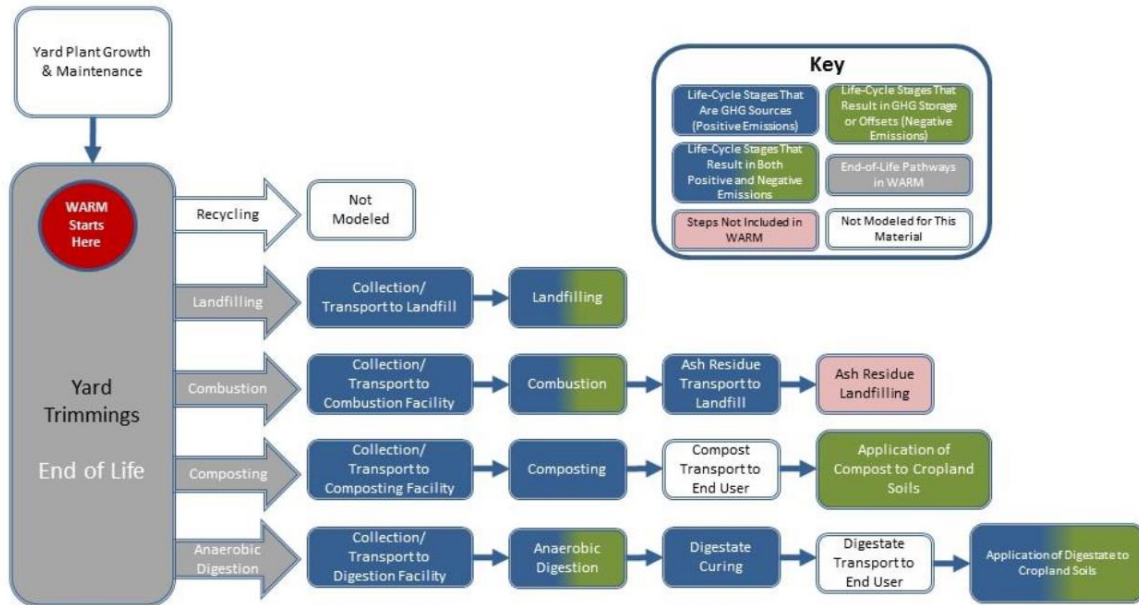 Yard Plant Growth
& Maintenance
Key
Life-Cycle Stages That
Are GHG Sources
(Positive Emissions)
Life-Cycle Stages That
Result in GHG Storage
or Offsets (Negative
Emissions)
Life-Cycle Stages That
Result in Both
Positive and Negative
Emissions
End-of-Life Pathways
in WARM
Steps Not Included in
WARM
Not Modeled for This
Material
WARM
Starts
Here
Yard
Trimmings
End of Life
Recycling
Not
Modeled
Landfilling
Collection/
Transport to Landfill
Landfilling
Combustion
Collection/
Transport to
Combustion Facility
Combustion
Ash Residue
Transport to
Landfill
Ash Residue
Landfilling
Composting
Collection/
Transport to
Composting Facility
Composting
Compost
Transport to
End User
Application of
Compost to Cropland
Soils
Anaerobic
Digestion
Collection/
Transport to
Digestion Facility
Anaerobic
Digestion
Digestate
Curing
Digestate
Transport to
End User
Application of Digestate to
Cropland Soils